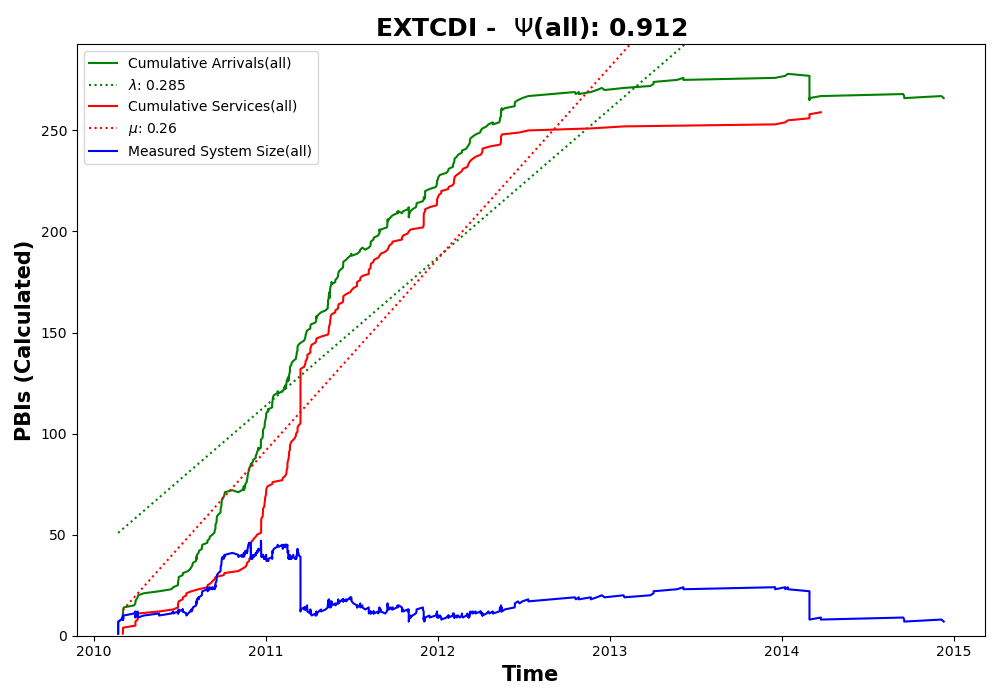 EXTCDI - Ψ(all): 0.912
Cumulative Arrivals(all)
λ: 0.285
Cumulative Services(all)
μ: 0.26
Measured System Size(all)
PBIs (Calculated)
250
200
150
100
50
0
2010 2011 2012 2013 2014 2015
Time